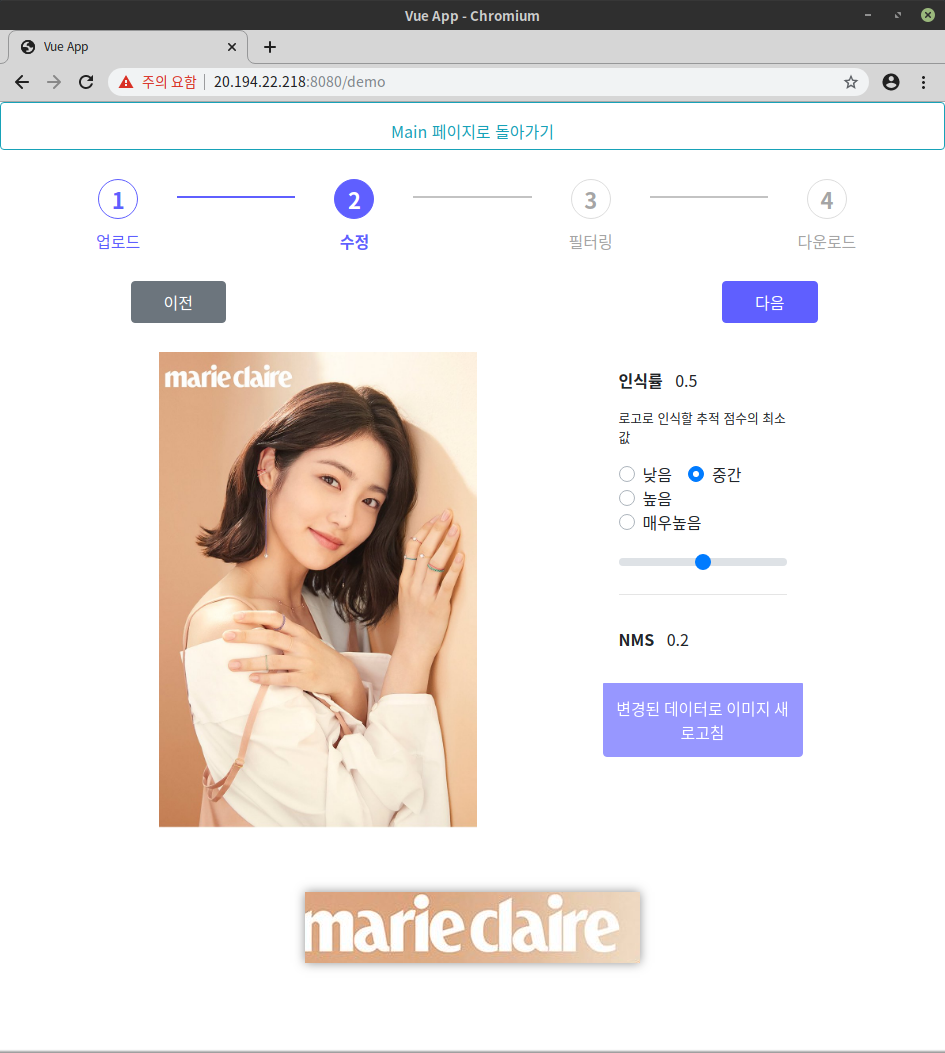 Vue App - Chromium
Vue App
주의 요함 | 20.194.22.218:8080/demo
Main 페이지로 돌아가기
1
2
3
4
업로드
수정
필터링
다운로드
이전
다음
marie claire
인식률 0.5
로고로 인식할 추적 점수의 최소
값
낮음 중간
높음
매우높음
NMS 0.2
변경된 데이터로 이미지 새
로고침
marie claire